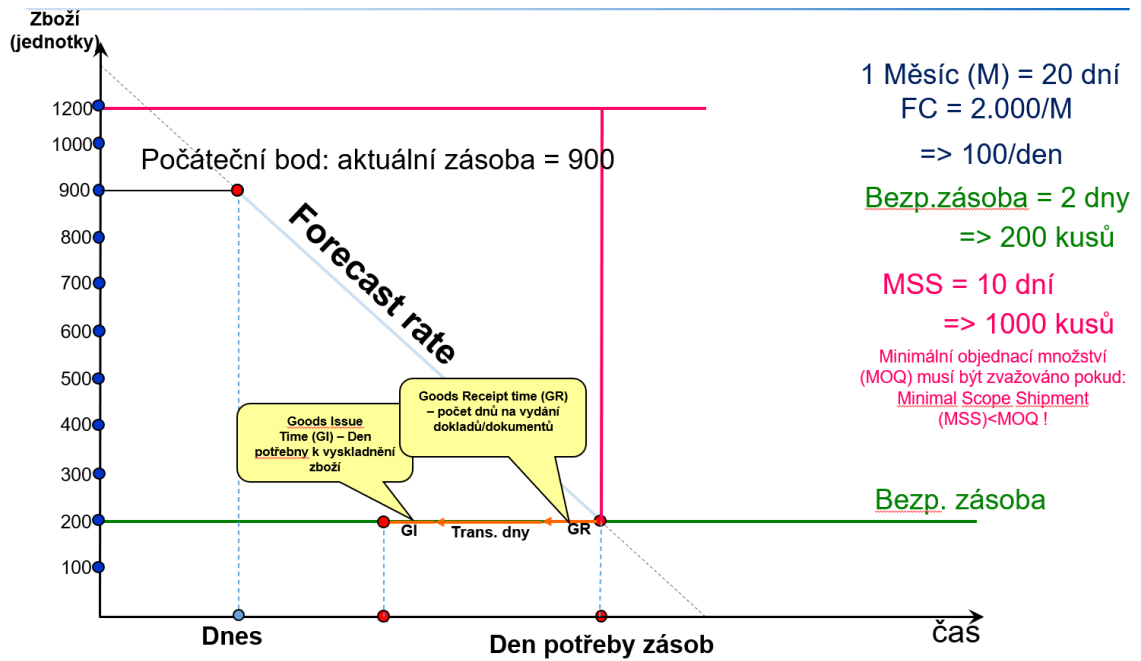 Zboží
(jednotky)
1200
1000
900
800
700
600
500
400
300
200
100
Počáteční bod: aktuální zásoba = 900
Forecast rate
Goods Issue
Time (GI) – Den
potřebny k vyskladnění
zboží
Goods Receipt time (GR)
– počet dnů na vydání
dokladů/dokumentů
GI
Trans. dny
GR
Dnes
Den potřeby zásob
čas
1 Měsíc (M) = 20 dní
FC = 2.000/M
=> 100/den
Bezp.zásoba = 2 dny
=> 200 kusů
MSS = 10 dní
=> 1000 kusů
Minimální objednací množství
(MOQ) musí být zvažováno pokud:
Minimal Scope Shipment
(MSS)<MOQ !
Bezp. zásoba